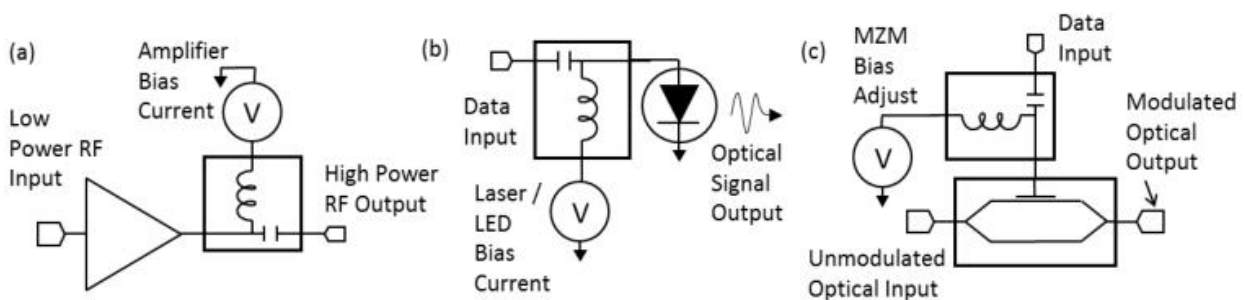 (a)
Amplifier
Bias
Current
V
Low
Power RF
Input
High Power
RF Output
(b)
Data
Input
Laser /
LED
Bias
Current
V
Optical
Signal
Output
(c)
MZM
Bias
Adjust
V
Data
Input
Modulated
Optical
Output
Unmodulated
Optical Input